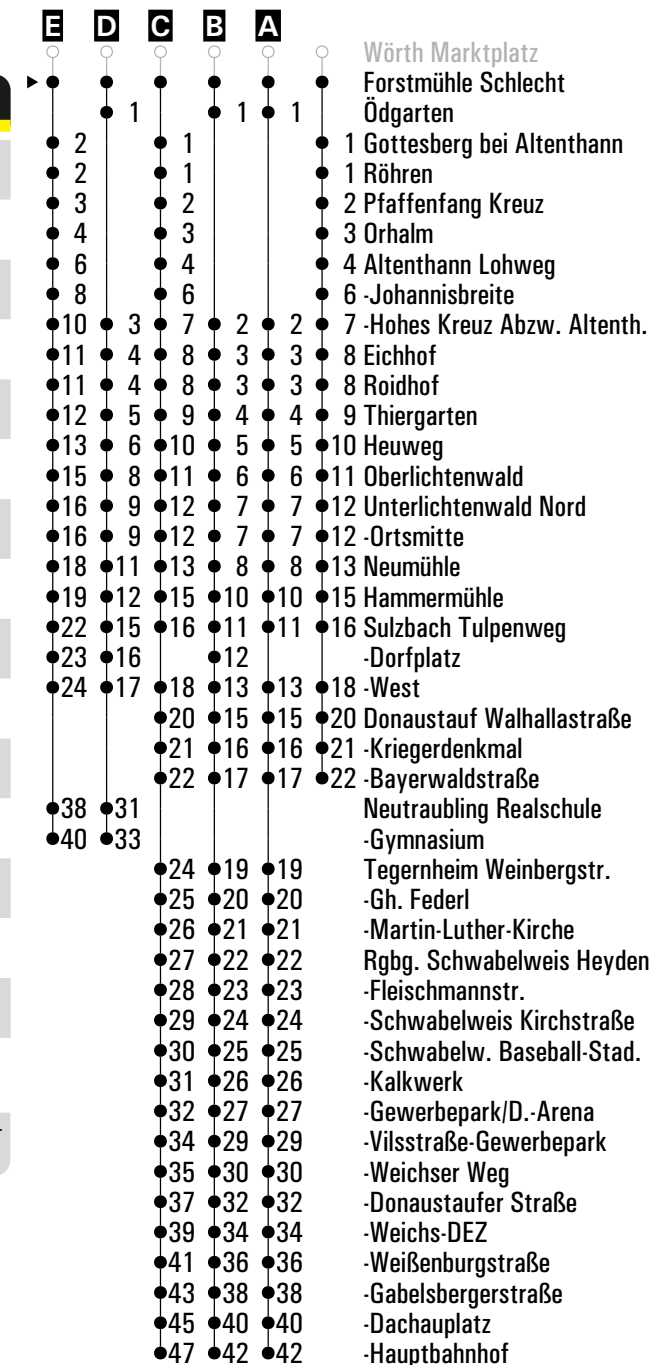 E D C B A
Wörth Marktplatz
Forstmühle Schlecht
1 1 1 Ödgarten
2 1 1 Gottesberg bei Altenthann
2 1 1 Röhren
3 2 2 Pfaffenfang Kreuz
4 3 3 Orhalm
6 4 4 Altenthann Lohweg
8 6 6 -Johannisbreite
10 3 7 2 2 7 -Hohes Kreuz Abzw. Altenth.
11 4 8 3 3 8 Eichhof
11 4 8 3 3 8 Roidhof
12 5 9 4 4 9 Thiergarten
13 6 10 5 5 10 Heuweg
15 8 11 6 6 11 Oberlichtenwald
16 9 12 7 7 12 Unterlichtenwald Nord
16 9 12 7 7 12 -Ortsmitte
18 11 13 8 8 13 Neumühle
19 12 15 10 10 15 Hammermühle
22 15 16 11 11 16 Sulzbach Tulpenweg
23 16 12 -Dorfplatz
24 17 18 13 13 18 -West
20 15 15 20 Donaustauf Walhallastraße
21 16 16 21 -Kriegerdenkmal
22 17 17 22 -Bayerwaldstraße
38 31 Neutraubling Realschule
40 33 -Gymnasium
24 19 19 Tegernheim Weinbergstr.
25 20 20 -Gh. Federl
26 21 21 -Martin-Luther-Kirche
27 22 22 Rgbg. Schwabelweis Heyden
28 23 23 -Fleischmannstr.
29 24 24 -Schwabelweis Kirchstraße
30 25 25 -Schwabelw. Baseball-Stad.
31 26 26 -Kalkwerk
32 27 27 -Gewerbepark/D.-Arena
34 29 29 -Vilsstraße-Gewerbepark
35 30 30 -Weichser Weg
37 32 32 -Donaustaufer Straße
39 34 34 -Weichs-DEZ
41 36 36 -Weißenburgstraße
43 38 38 -Gabelsbergerstraße
45 40 40 -Dachauplatz
47 42 42 -Hauptbahnhof